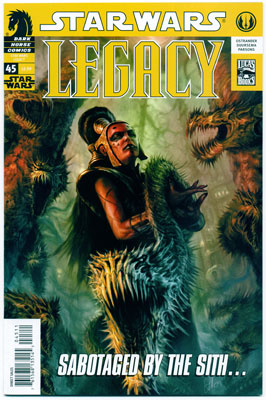 STAR WARS
LEGACY
DARK
HORSE
COMICS
STAR
WARS
45
OSTRANDER
DUURSEMA
PARSONS
LUCAS
BOOKS
SABOTAGED BY THE SITH...